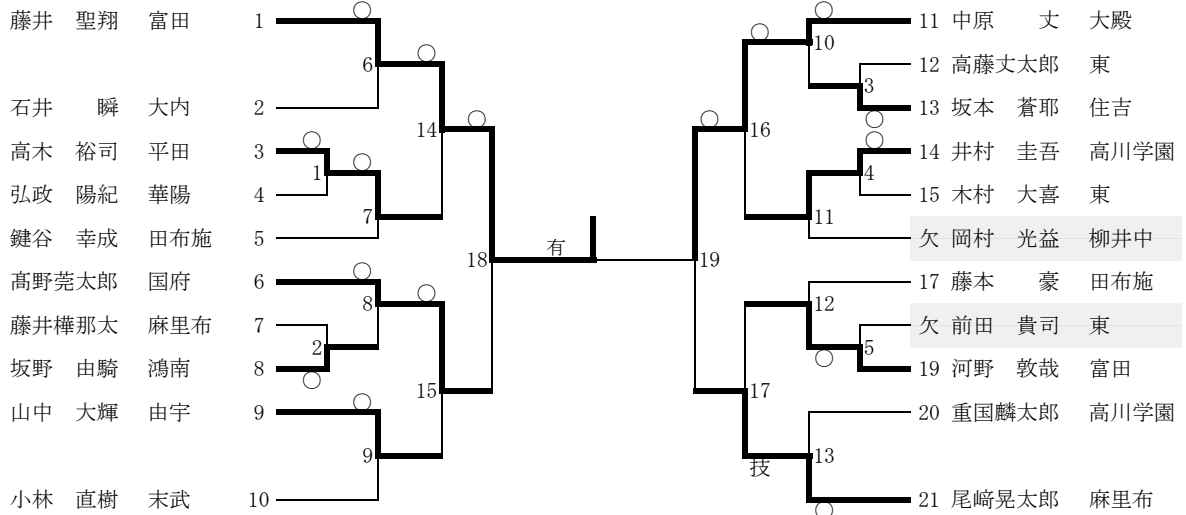 藤井 聖翔 富田 1
石井 瞬 大内 2
高木 裕司 平田 3
弘政 陽紀 華陽 4
鍵谷 幸成 田布施 5
髙野莞太郎 国府 6
藤井樺那太 麻里布 7
坂野 由騎 鴻南 8
山中 大輝 由宇 9
小林 直樹 末武 10
6
14
1
7
18
8
2
15
9
有
10
3
16
4
11
19
12
5
17
13
技
11 中原 丈 大殿
12 高藤丈太郎 東
13 坂本 蒼耶 住吉
14 井村 圭吾 高川学園
15 木村 大喜 東
欠 岡村 光益 柳井中
17 藤本 豪 田布施
欠 前田 貴司 東
19 河野 敦哉 富田
20 重国麟太郎 高川学園
21 尾﨑晃太郎 麻里布